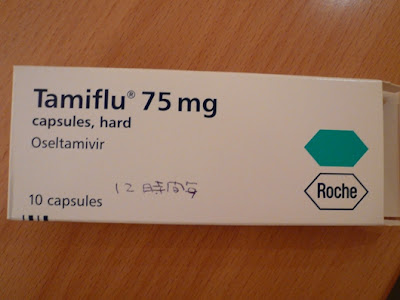 Tamiflu® 75 mg
capsules, hard
Oseltamivir
Roche
12時間毎
10 capsules